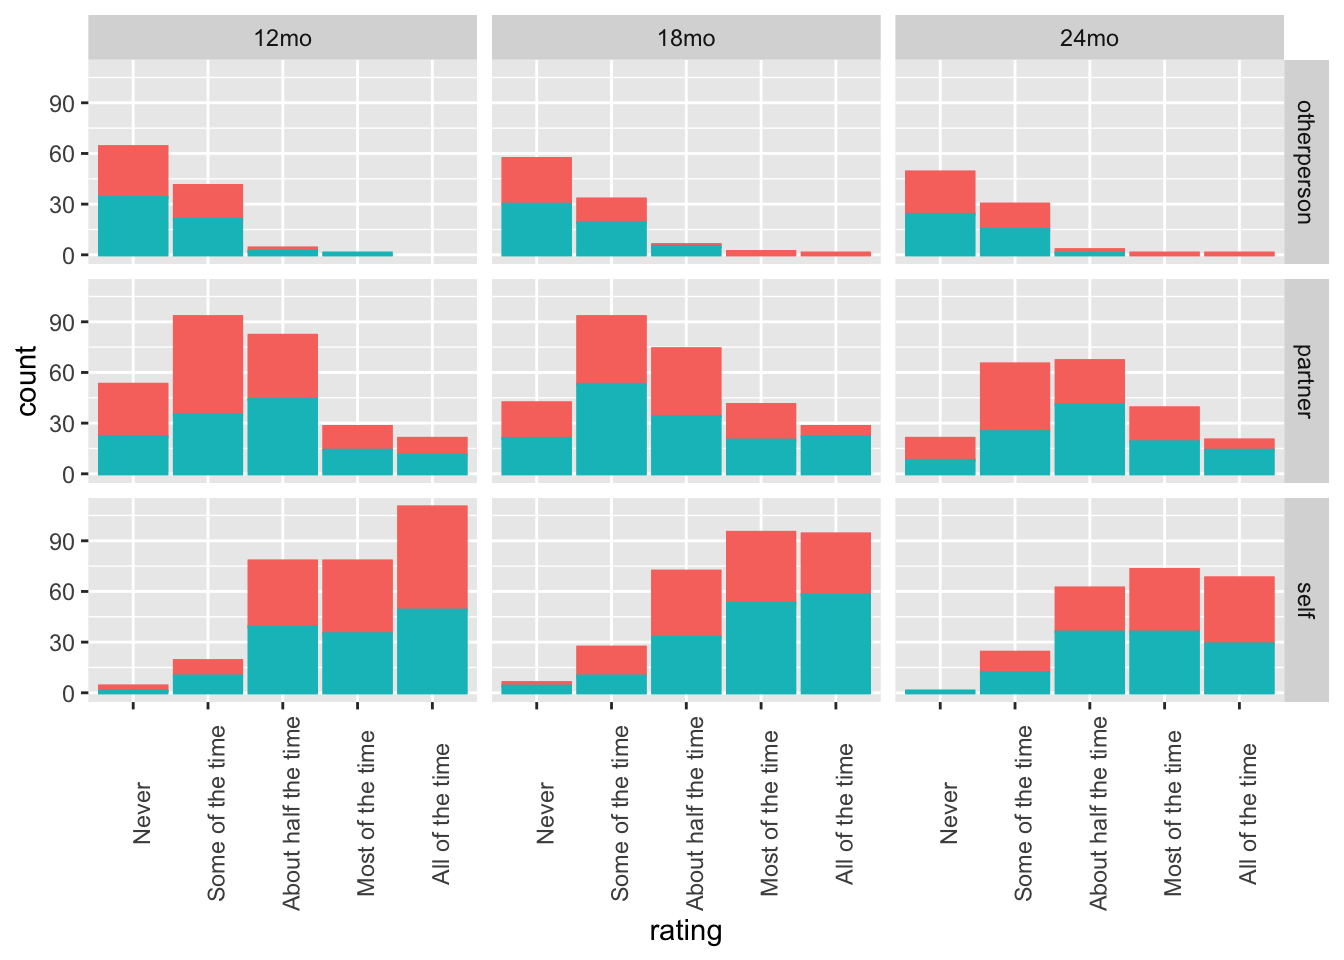 12mo 18mo 24mo
90
60
30
0
otherperson
90
60
30
0
partner
90
60
30
0
self
count
Never
Some of the time
About half the time
Most of the time
All of the time
Never
Some of the time
About half the time
Most of the time
All of the time
Never
Some of the time
About half the time
Most of the time
All of the time
rating